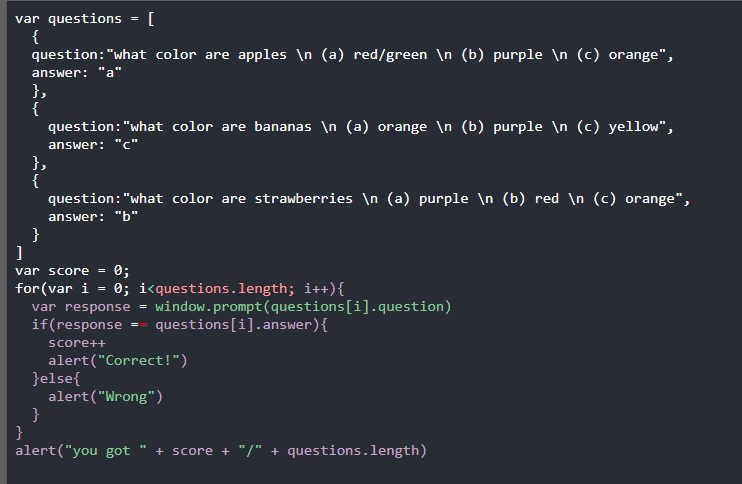 var questions = [
{
question:"what color are apples \n (a) red/green \n (b) purple \n (c) orange",
answer: "a"
},
{
question:"what color are bananas \n (a) orange \n (b) purple \n (c) yellow",
answer: "c"
},
{
question:"what color are strawberries \n (a) purple \n (b) red \n (c) orange",
answer: "b"
}
]
var score = 0;
for(var i = 0; i<questions.length; i++){
var response = window.prompt(questions[i].question)
if(response == questions[i].answer){
score++
alert("Correct!")
}else{
alert("Wrong")
}
}
alert("you got " + score + "/" + questions.length)